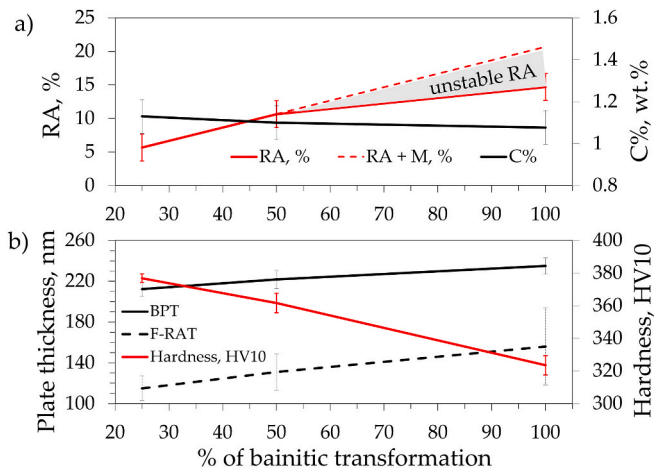 a)
RA, %
C%, wt.%
25
20
15
10
5
0
1.6
1.4
1.2
1
0.8
unstable RA
RA, %
RA + M, %
C%
20 30 40 50 60 70 80 90 100
b)
Plate thickness, nm
Hardness, HV10
260
220
180
140
100
400
380
360
340
320
300
BPT
F-RAT
Hardness, HV10
20 30 40 50 60 70 80 90 100
% of bainitic transformation